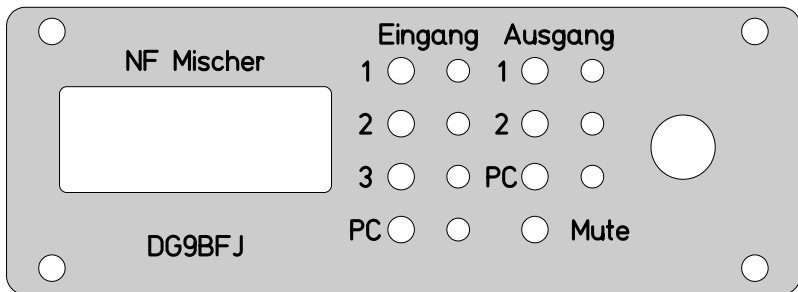 NF Mischer
Eingang Ausgang
1 1
2 2
3 PC
PC Mute
DG9BFJ